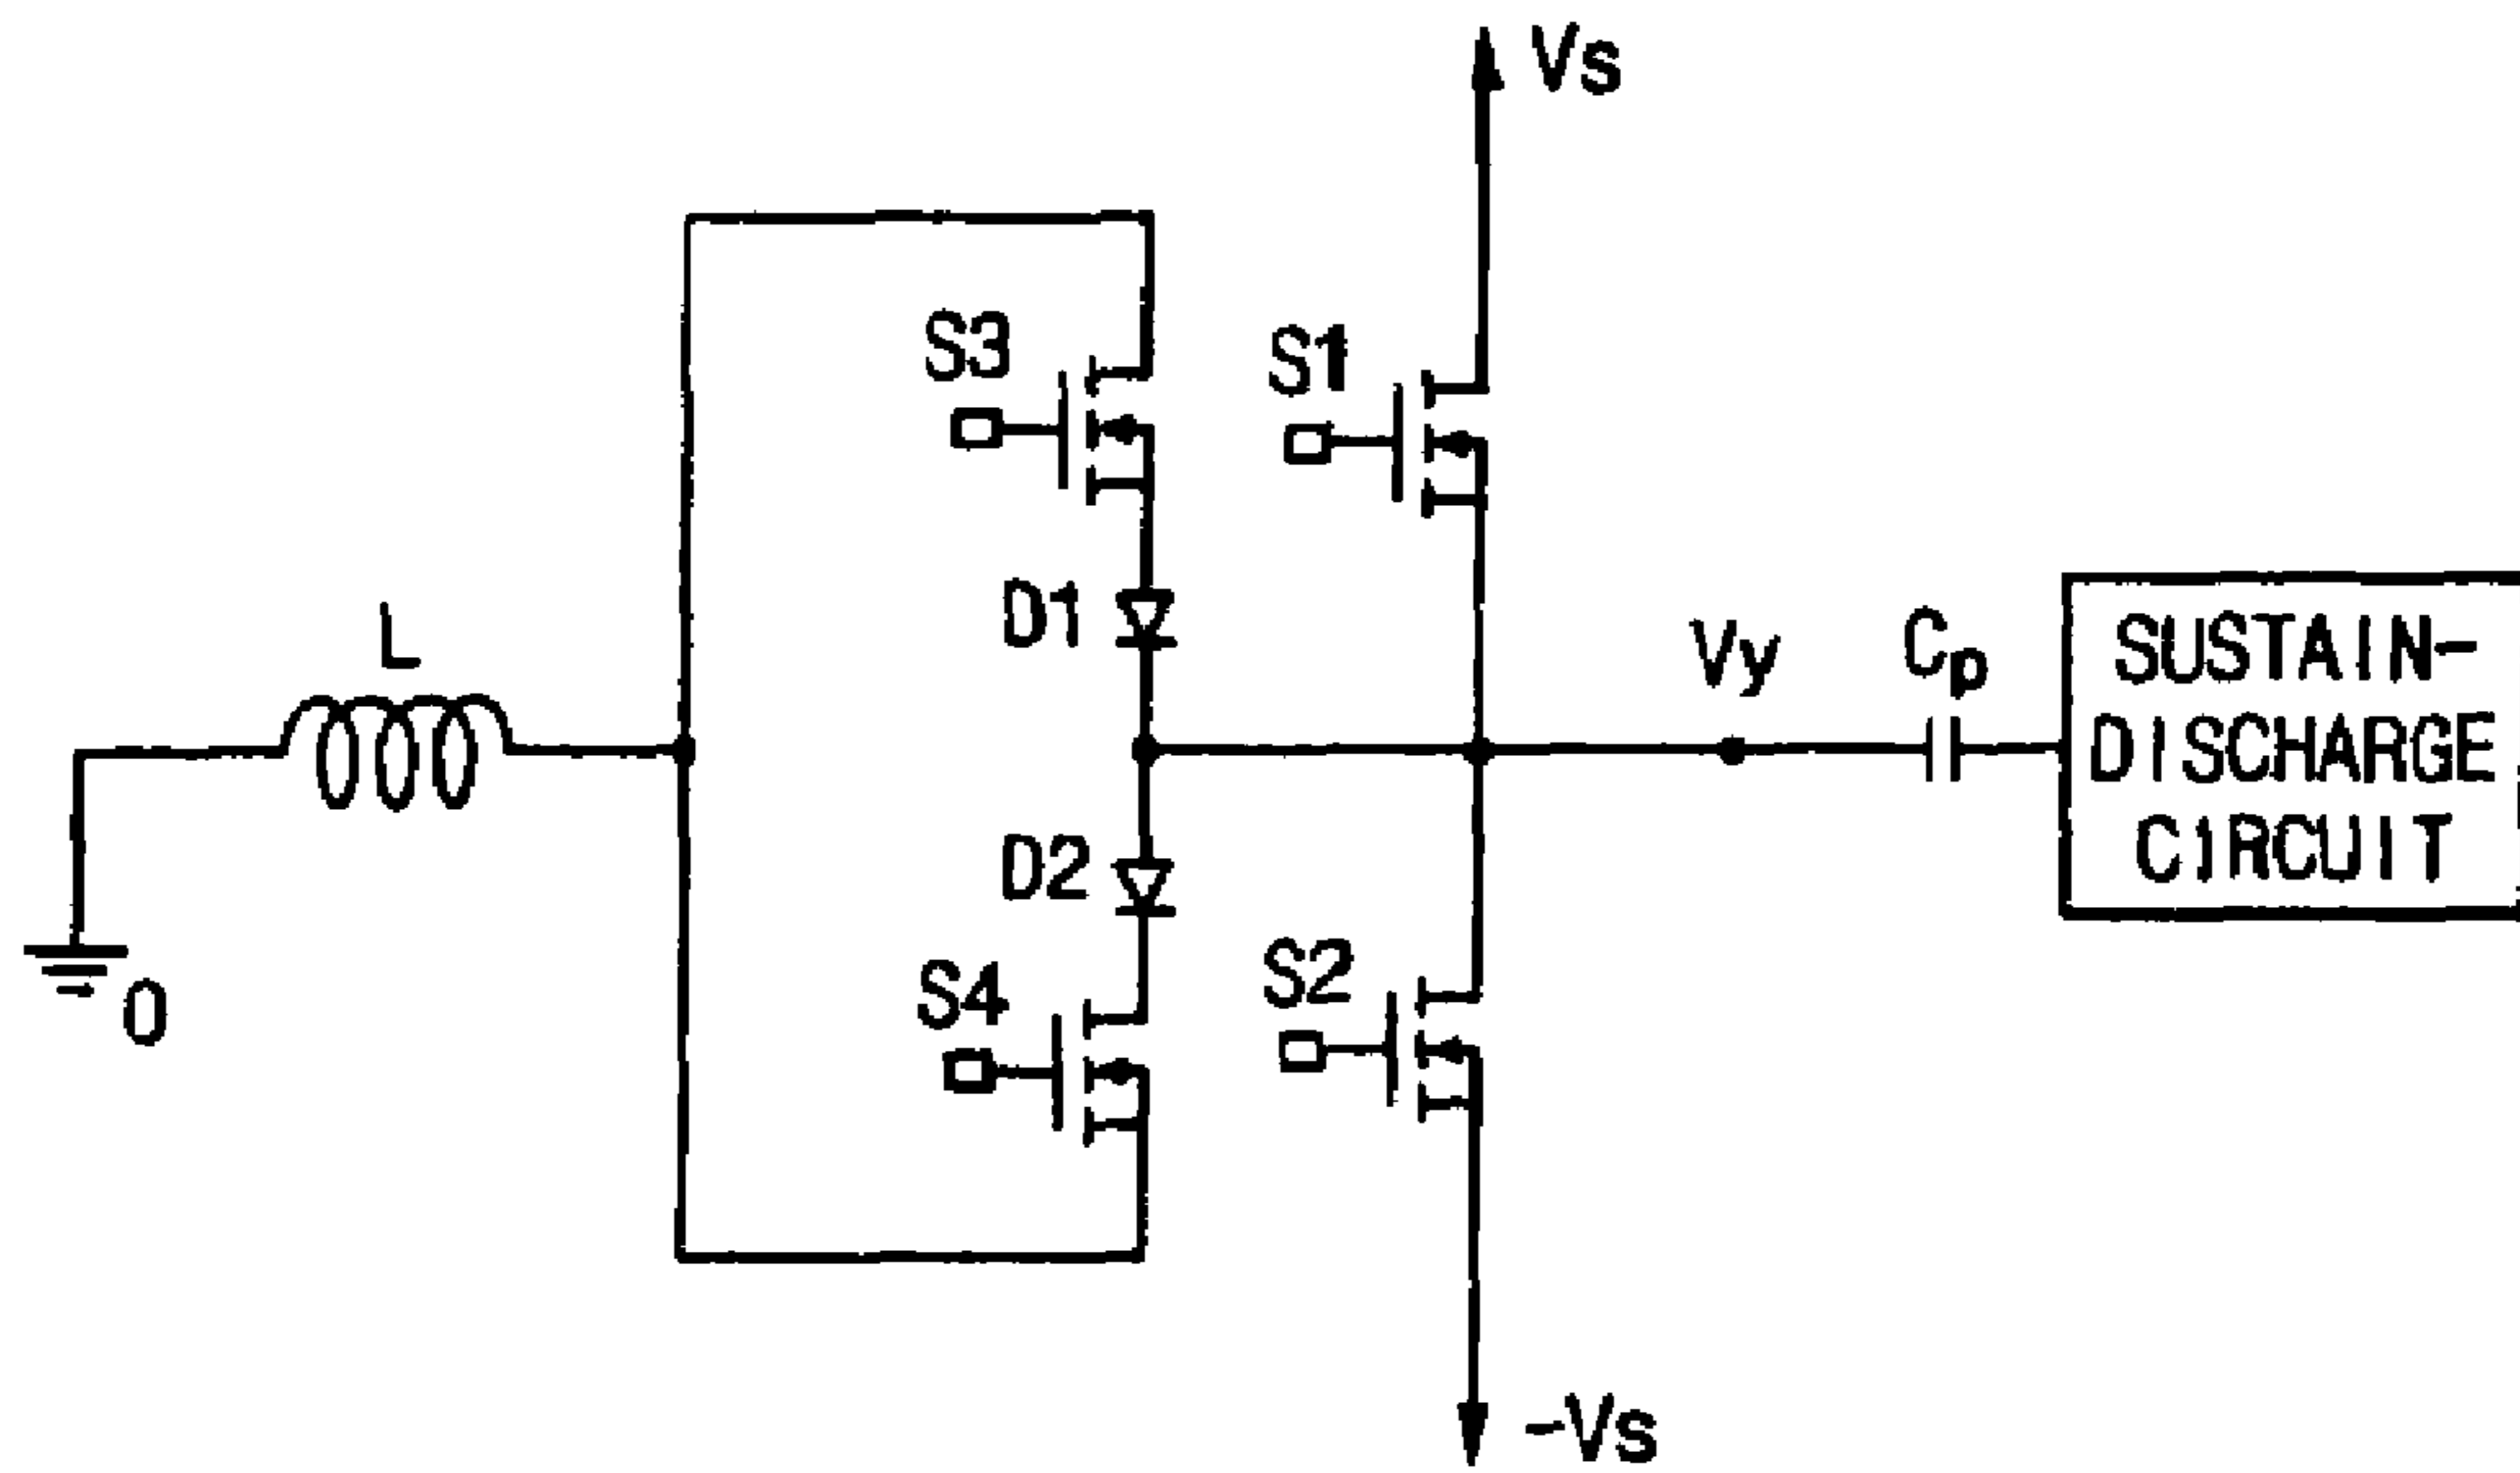 Vs
S3
S1
D1
L
Vy
Cp
SUSTAIN-
DISCHARGE
CIRCUIT
D2
S4
S2
0
-Vs